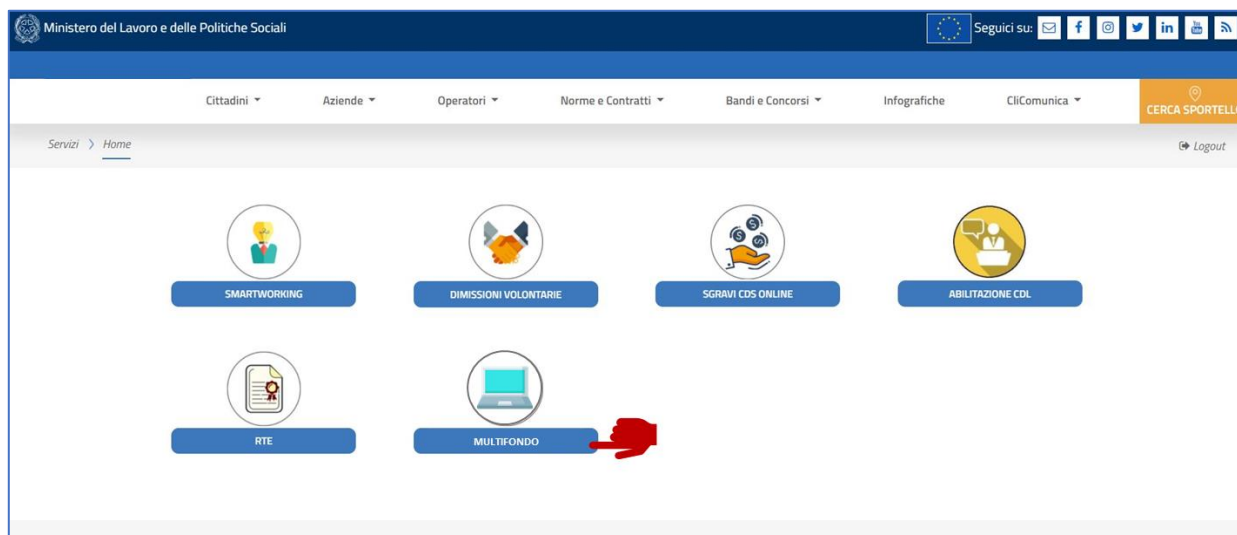 Ministero del Lavoro e delle Politiche Sociali
Seguici su:
Cittadini Aziende Operatori Norme e Contratti Bandi e Concorsi Infografiche CliComunica
CERCA SPORTELLO
Servizi > Home
Logout
SMARTWORKING DIMISSIONI VOLONTARIE SGRAVI CDS ONLINE ABILITAZIONE CDL
RTE MULTIFONDO